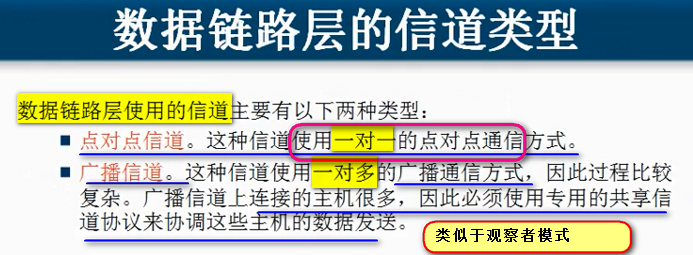 数据链路层的信道类型
数据链路层使用的信道主要有以下两种类型：
点对点信道。这种信道使用一对一的点对点通信方式。
广播信道。这种信道使用一对多的广播通信方式，因此过程比较
复杂。广播信道上连接的主机很多，因此必须使用专用的共享信
道协议来协调这些主机的数据发送。
类似于观察者模式